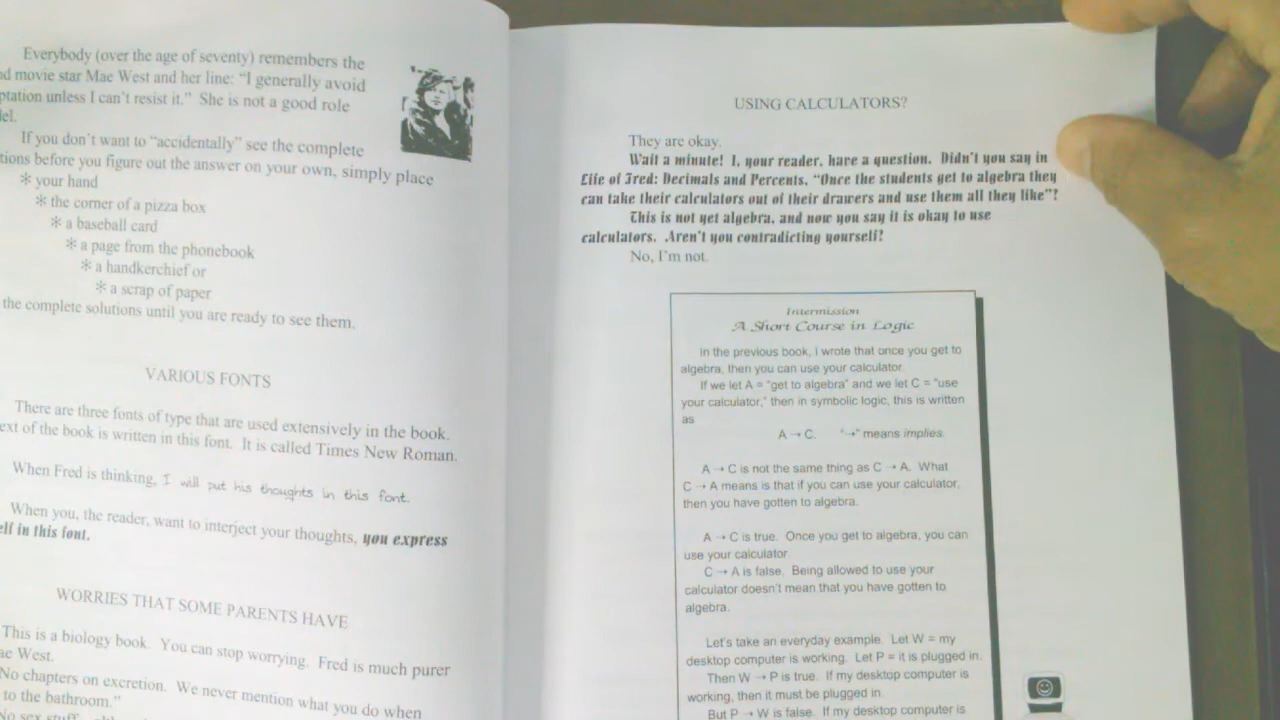 Everybody (over the age of seventy) remembers the
movie star Mae West and her line: “I generally avoid
unless I can’t resist it.” She is not a good role
If you don’t want to “accidentally” see the complete
before you figure out the answer on your own, simply place
* your hand
* the corner of a pizza box
* a baseball card
* a page from the phonebook
* a handkerchief or
* a scrap of paper
the complete solutions until you are ready to see them.
VARIOUS FONTS
There are three fonts of type that are used extensively in the book.
of the book is written in this font. It is called Times New Roman.
When Fred is thinking, I will put his thoughts in this font.
When you, the reader, want to interject your thoughts, you express
in this font.
WORRIES THAT SOME PARENTS HAVE
This is a biology book. You can stop worrying. Fred is much purer
West.
No chapters on excretion. We never mention what you do when
to the bathroom.”
USING CALCULATORS?
They are okay.
Wait a minute! I, your reader, have a question. Didn’t you say in
Life of Fred: Decimals and Percents, “Once the students get to algebra they
can take their calculators out of their drawers and use them all they like”?
This is not yet algebra, and now you say it is okay to use
calculators. Aren’t you contradicting yourself?
No, I’m not.
Intermission
A Short Course in Logic
In the previous book, I wrote that once you get to
algebra, then you can use your calculator.
If we let A = “get to algebra” and we let C = “use
your calculator,” then in symbolic logic, this is written
as
A → C. “→” means implies.
A → C is not the same thing as C → A. What
C → A means is that if you can use your calculator,
then you have gotten to algebra.
A → C is true. Once you get to algebra, you can
use your calculator.
C → A is false. Being allowed to use your
calculator doesn’t mean that you have gotten to
algebra.
Let’s take an everyday example. Let W = my
desktop computer is working. Let P = it is plugged in.
Then W → P is true. If my desktop computer is
working, then it must be plugged in.
But P → W is false. If my desktop computer is